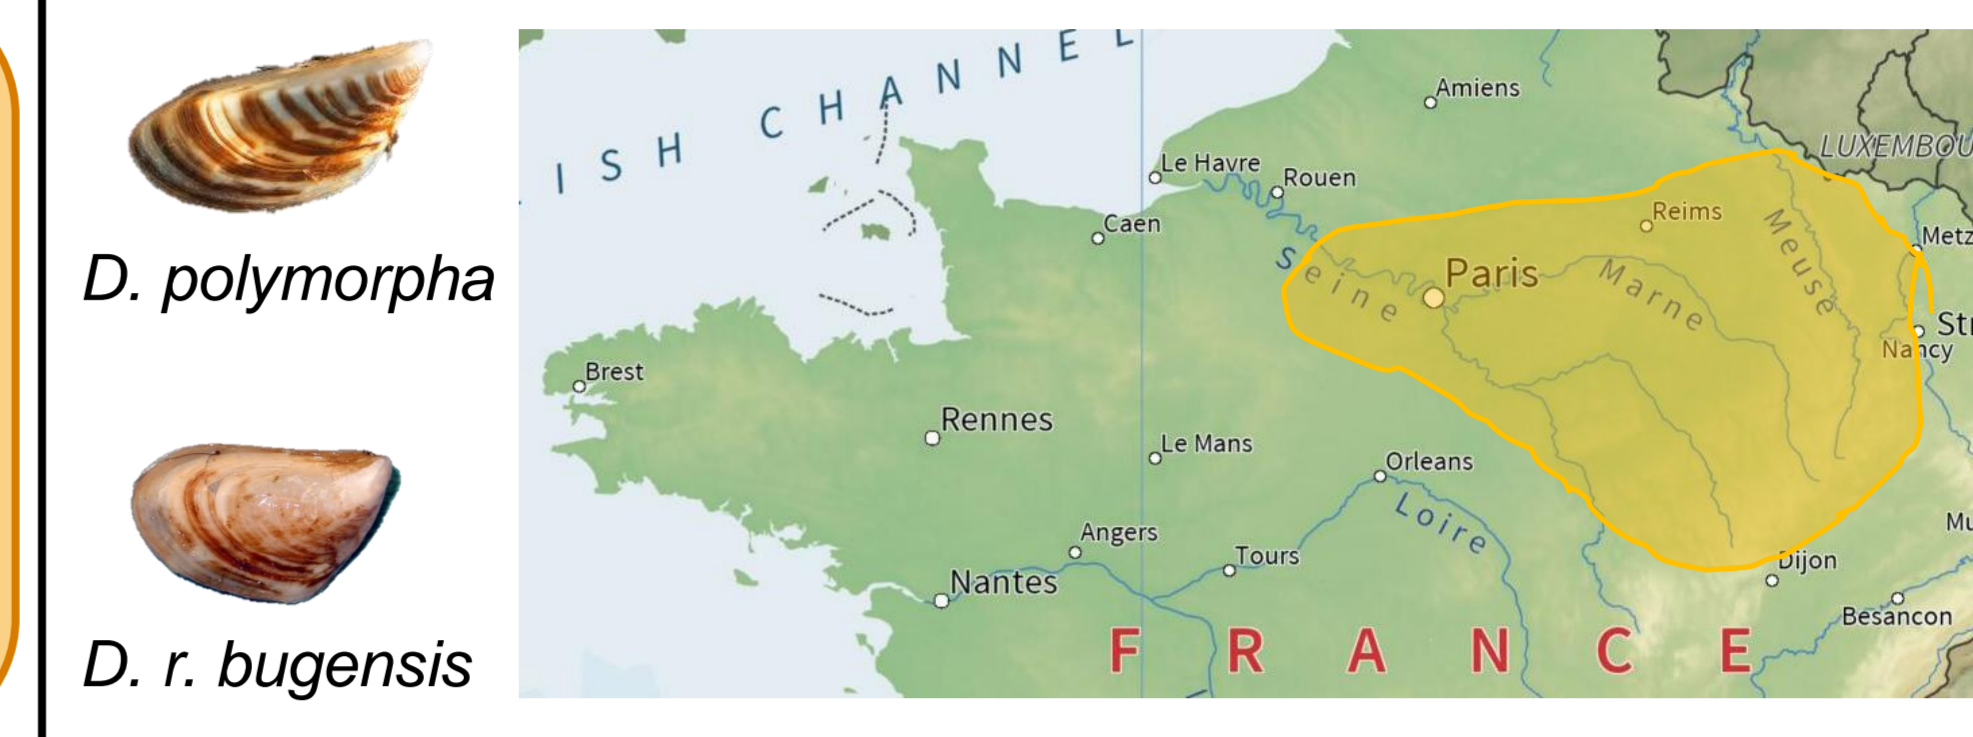 D. polymorpha
D. r. bugensis
ISH CHANNEL
Amiens
LUXEMBOU
Le Havre
Rouen
Reims
Caen
Metz
Seine
Paris
Marne
Meuse
Str
Nancy
Brest
Rennes
Le Mans
Orleans
Loire
Angers
Tours
Nantes
Dijon
Mu
Besancon
FRANCE